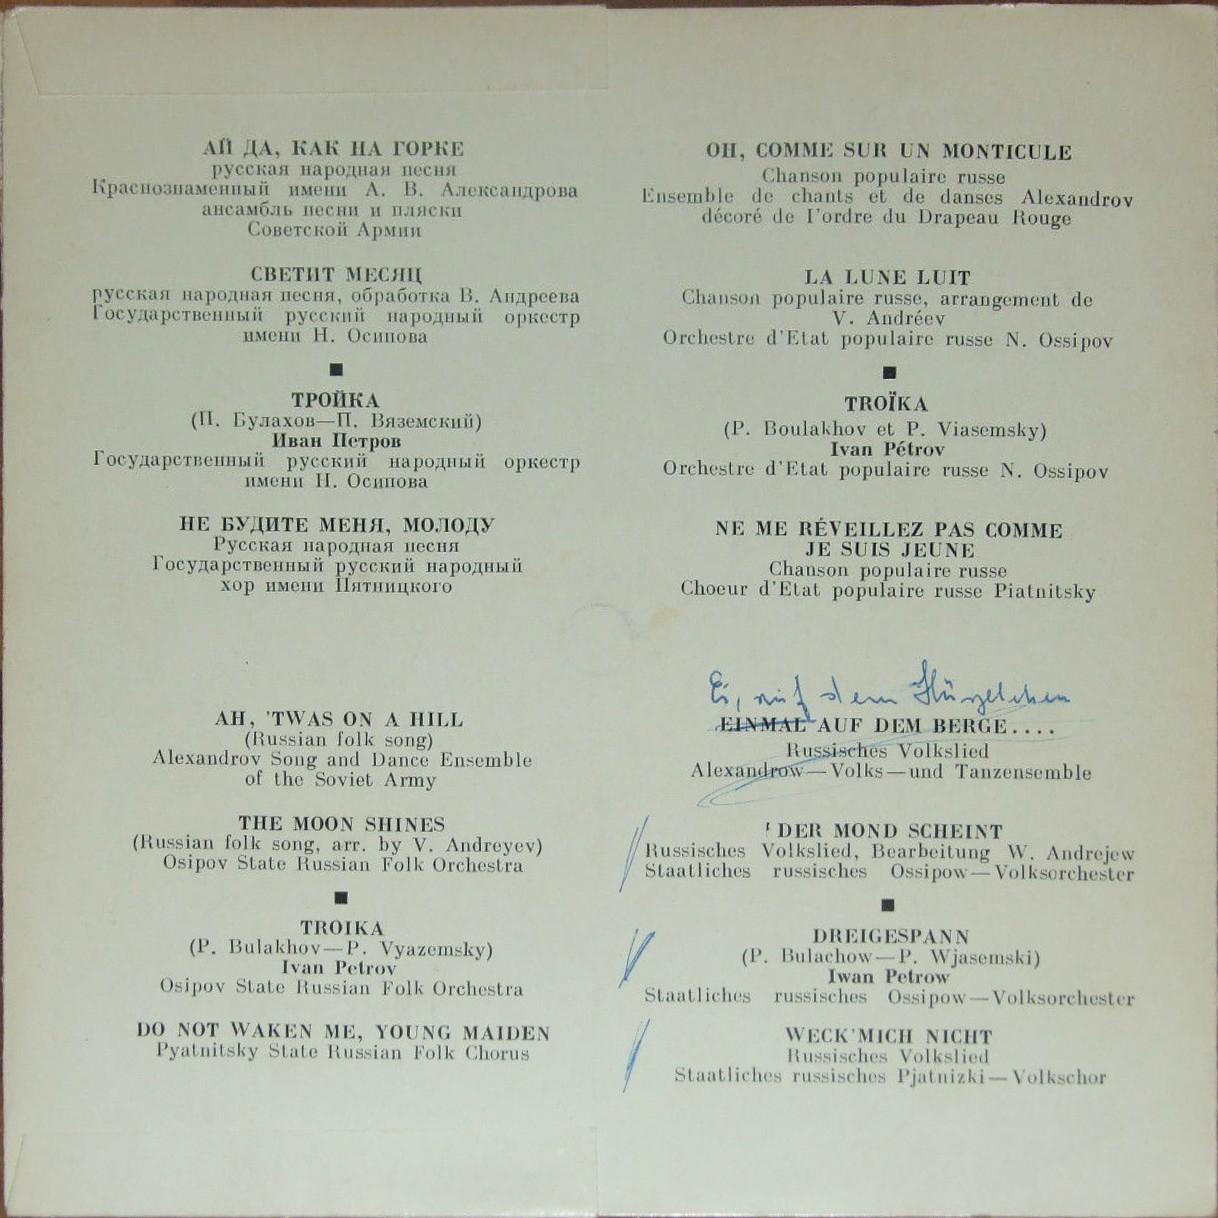 АЙ ДА, КАК НА ГОРКЕ
русская народная песня
Краснознаменный имени А. В. Александрова
ансамбль песни и пляски
Советской Армии
СВЕТИТ МЕСЯЦ
русская народная песня, обработка В. Андреева
Государственный русский народный оркестр
имени Н. Осипова
■
ТРОЙКА
(П. Булахов—П. Вяземский)
Иван Петров
Государственный русский народный оркестр
имени Н. Осипова
НЕ БУДИТЕ МЕНЯ, МОЛОДУ
Русская народная песня
Государственный русский народный
хор имени Пятницкого
OH, COMME SUR UN MONTICULE
Chanson populaire russe
Ensemble de chants et de danses Alexandrov
décoré de l'ordre du Drapeau Rouge
LA LUNE LUIT
Chanson populaire russe, arrangement de
V. Andréev
Orchestre d'Etat populaire russe N. Ossipov
■
TROÏKA
(P. Boulakhov et P. Viasemsky)
Ivan Pétrov
Orchestre d'Etat populaire russe N. Ossipov
NE ME RÉVEILLEZ PAS COMME
JE SUIS JEUNE
Chanson populaire russe
Choeur d'Etat populaire russe Piatnitsky
AH, 'TWAS ON A HILL
(Russian folk song)
Alexandrov Song and Dance Ensemble
of the Soviet Army
THE MOON SHINES
(Russian folk song, arr. by V. Andreyev)
Osipov State Russian Folk Orchestra
■
TROIKA
(P. Bulakhov—P. Vyazemsky)
Ivan Petrov
Osipov State Russian Folk Orchestra
DO NOT WAKEN ME, YOUNG MAIDEN
Pyatnitsky State Russian Folk Chorus
Ei, auf dem Hügelchen
EINMAL AUF DEM BERGE....
Russisches Volkslied
Alexandrow—Volks—und Tanzensemble
DER MOND SCHEINT
Russisches Volkslied, Bearbeitung W. Andrejew
Staatliches russisches Ossipow—Volksorchester
■
DREIGESPANN
(P. Bulachow—P. Wjasemski)
Iwan Petrow
Staatliches russisches Ossipow—Volksorchester
WECK'MICH NICHT
Russisches Volkslied
Staatliches russisches Pjatnizki—Volkschor